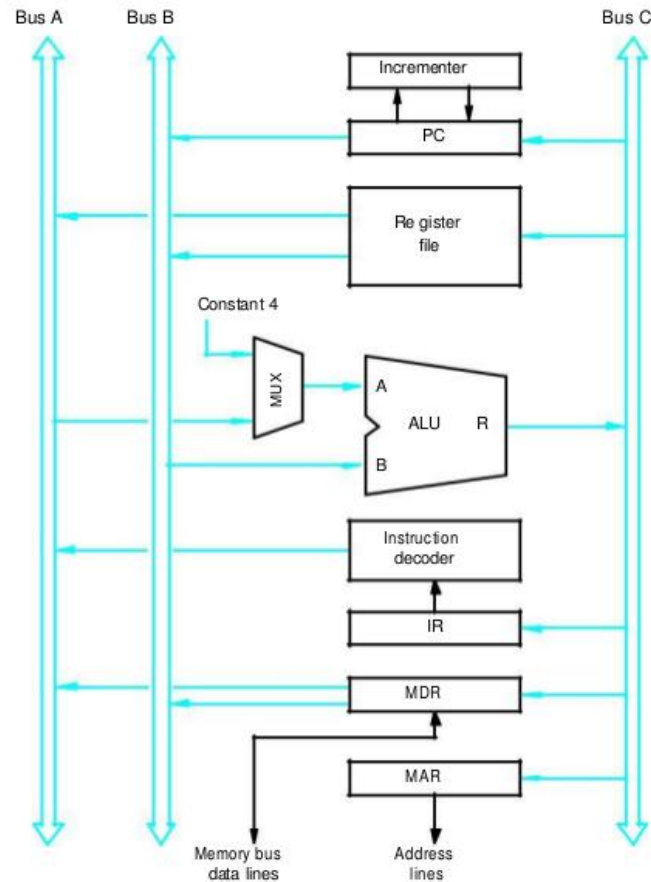 Bus A
Bus B
Bus C
Incrementer
PC
Re gister
file
Constant 4
MUX
A
ALU
R
B
Instruction
decoder
IR
MDR
MAR
Memory bus
data lines
Address
lines